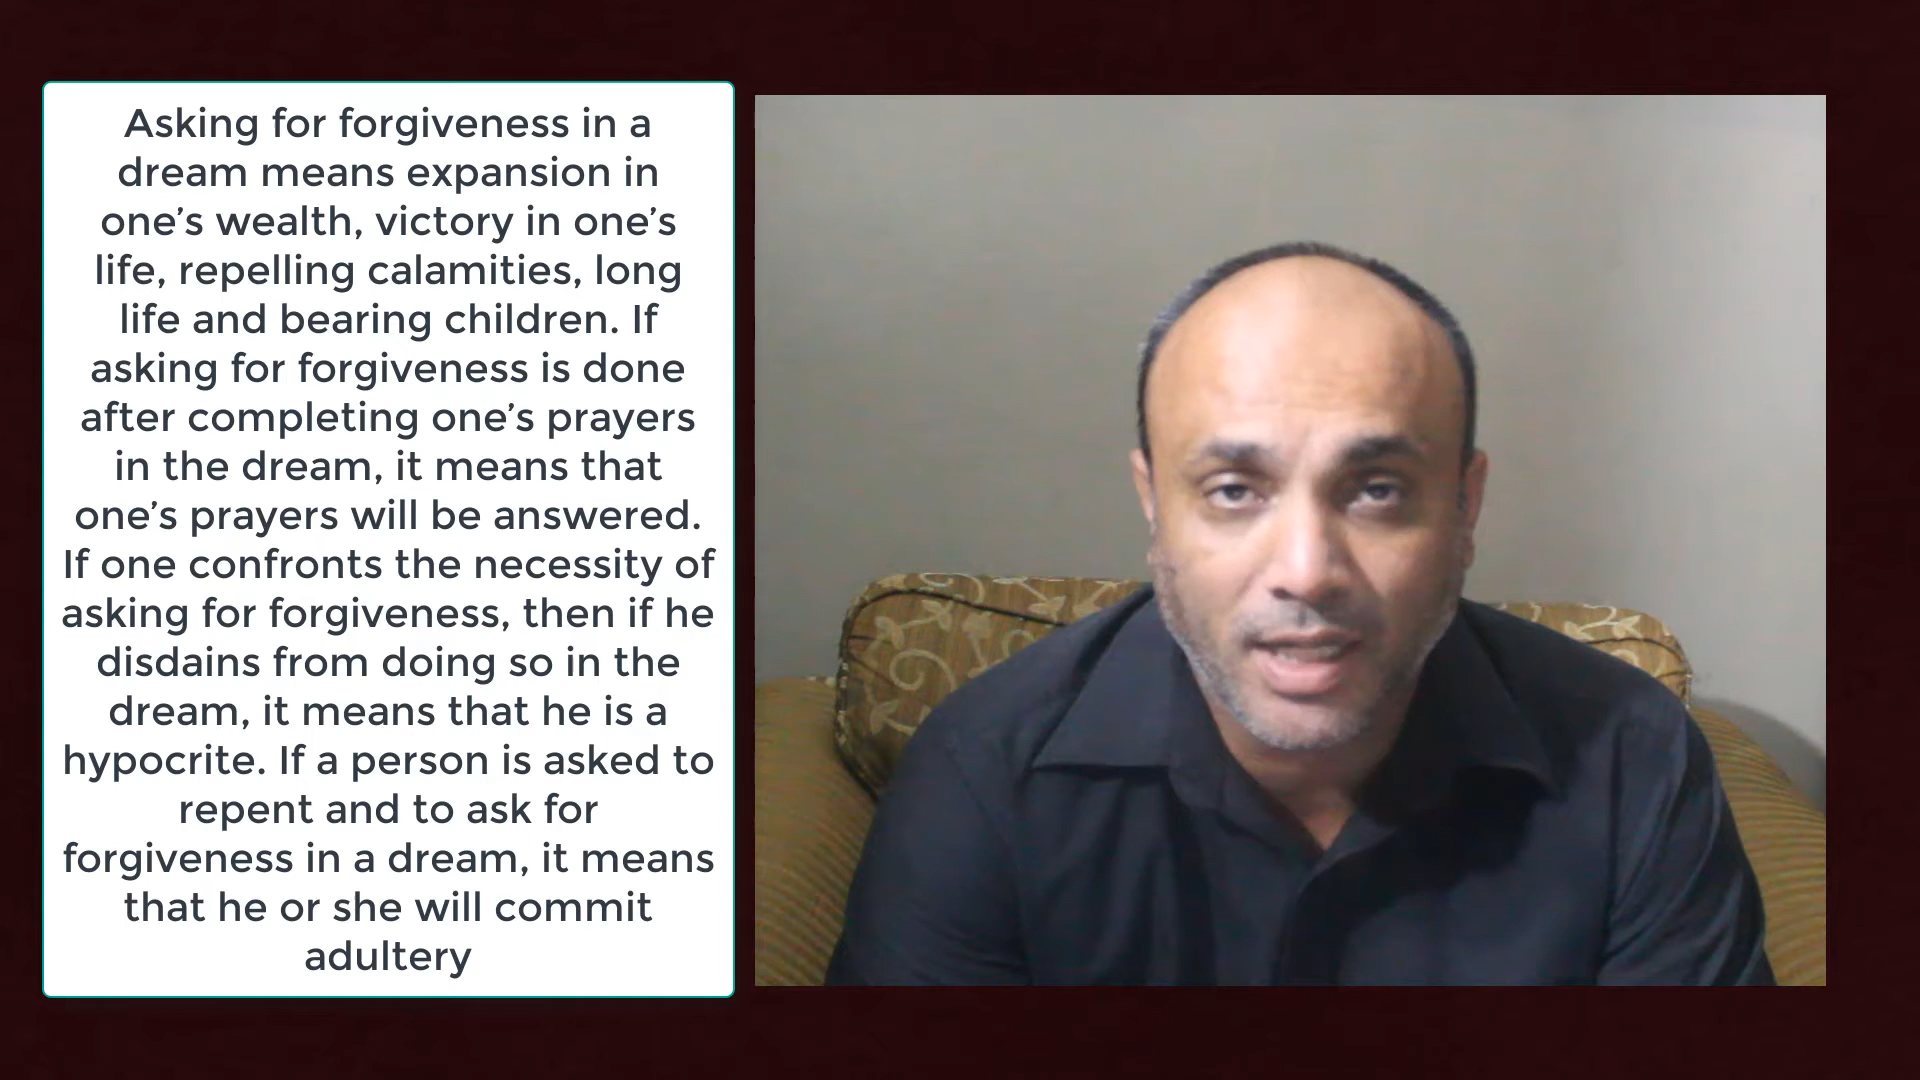 Asking for forgiveness in a
dream means expansion in
one’s wealth, victory in one’s
life, repelling calamities, long
life and bearing children. If
asking for forgiveness is done
after completing one’s prayers
in the dream, it means that
one’s prayers will be answered.
If one confronts the necessity of
asking for forgiveness, then if he
disdains from doing so in the
dream, it means that he is a
hypocrite. If a person is asked to
repent and to ask for
forgiveness in a dream, it means
that he or she will commit
adultery